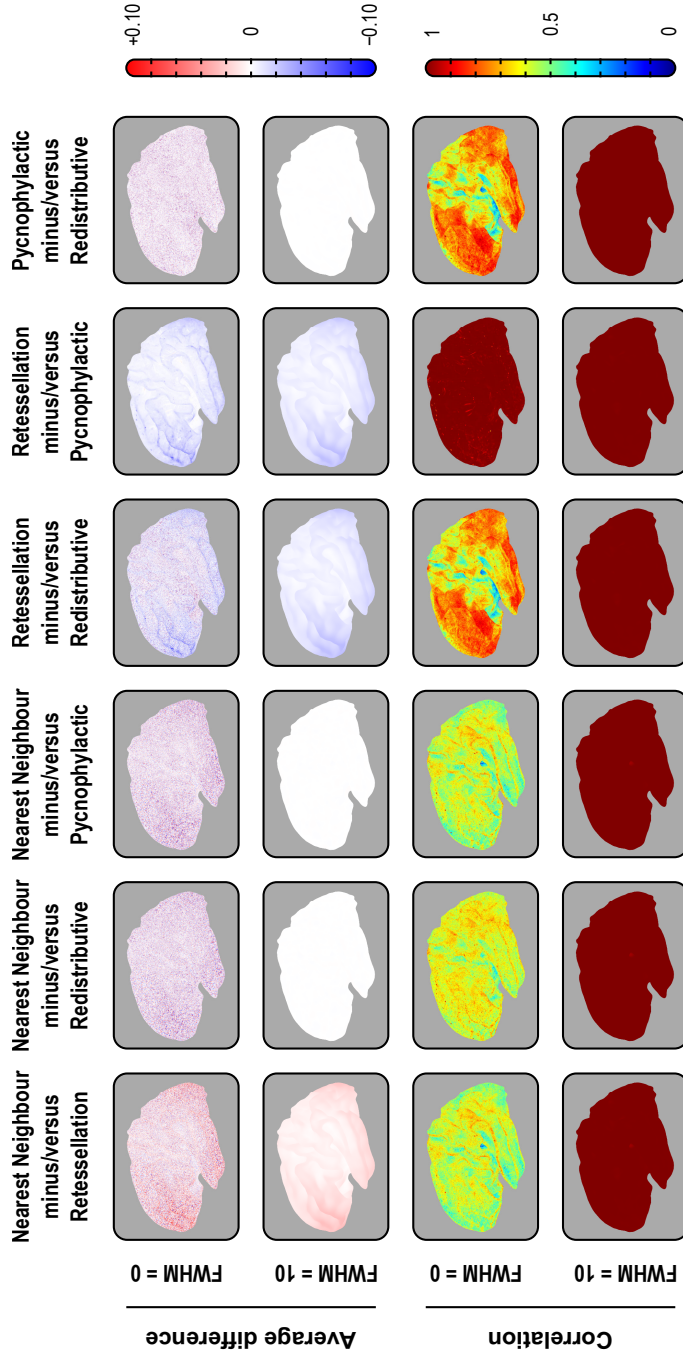 Nearest Neighbour
minus/versus
Retessellation
Nearest Neighbour
minus/versus
Redistributive
Nearest Neighbour
minus/versus
Pycnophylactic
Retessellation
minus/versus
Redistributive
Retessellation
minus/versus
Pycnophylactic
Pycnophylactic
minus/versus
Redistributive
Average difference
FWHM = 0
FWHM = 10
+0.10
0
−0.10
Correlation
FWHM = 0
FWHM = 10
1
0.5
0